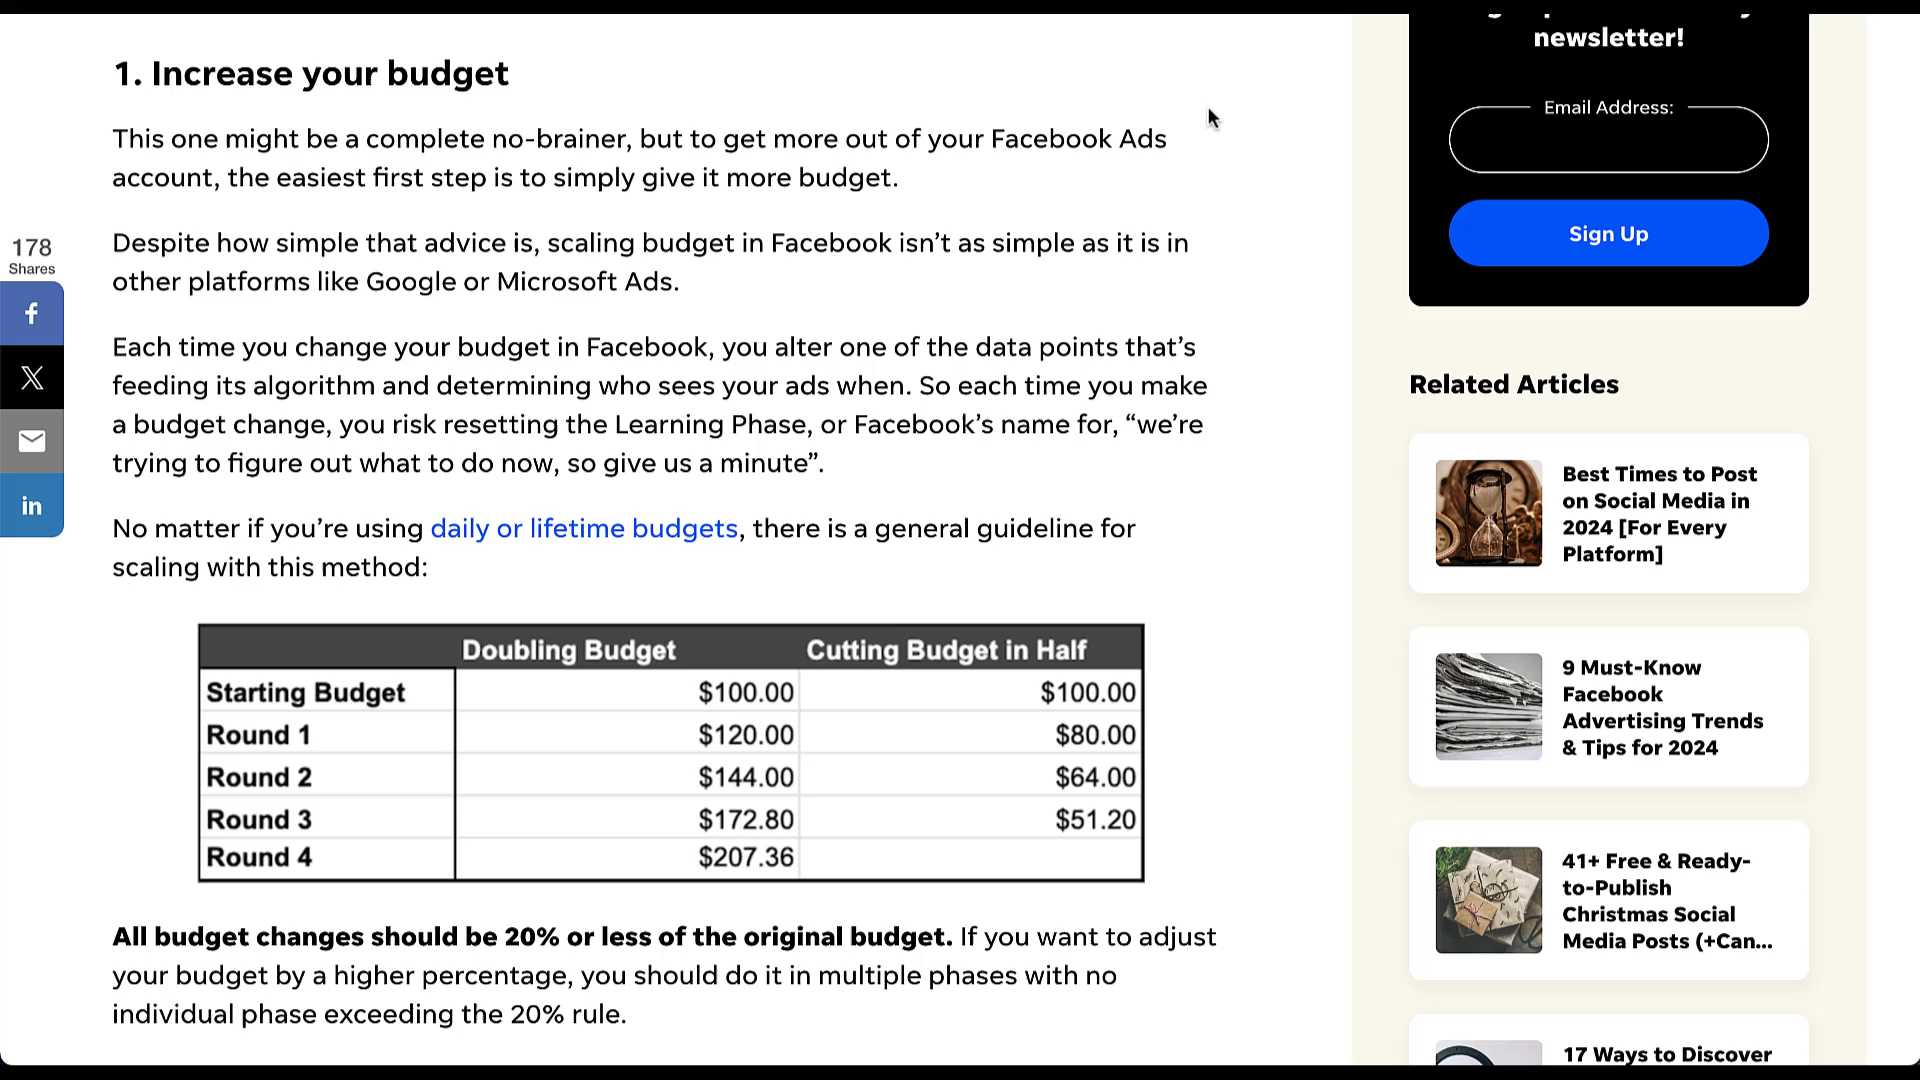 newsletter!
Email Address:
Sign Up
1. Increase your budget
This one might be a complete no-brainer, but to get more out of your Facebook Ads
account, the easiest first step is to simply give it more budget.
Despite how simple that advice is, scaling budget in Facebook isn’t as simple as it is in
other platforms like Google or Microsoft Ads.
Each time you change your budget in Facebook, you alter one of the data points that’s
feeding its algorithm and determining who sees your ads when. So each time you make
a budget change, you risk resetting the Learning Phase, or Facebook’s name for, “we’re
trying to figure out what to do now, so give us a minute”.
No matter if you’re using daily or lifetime budgets, there is a general guideline for
scaling with this method:
Doubling Budget Cutting Budget in Half
Starting Budget $100.00 $100.00
Round 1 $120.00 $80.00
Round 2 $144.00 $64.00
Round 3 $172.80 $51.20
Round 4 $207.36
All budget changes should be 20% or less of the original budget. If you want to adjust
your budget by a higher percentage, you should do it in multiple phases with no
individual phase exceeding the 20% rule.
178
Shares
f
X
in
Related Articles
Best Times to Post
on Social Media in
2024 [For Every
Platform]
9 Must-Know
Facebook
Advertising Trends
& Tips for 2024
41+ Free & Ready-
to-Publish
Christmas Social
Media Posts (+Can...
17 Ways to Discover